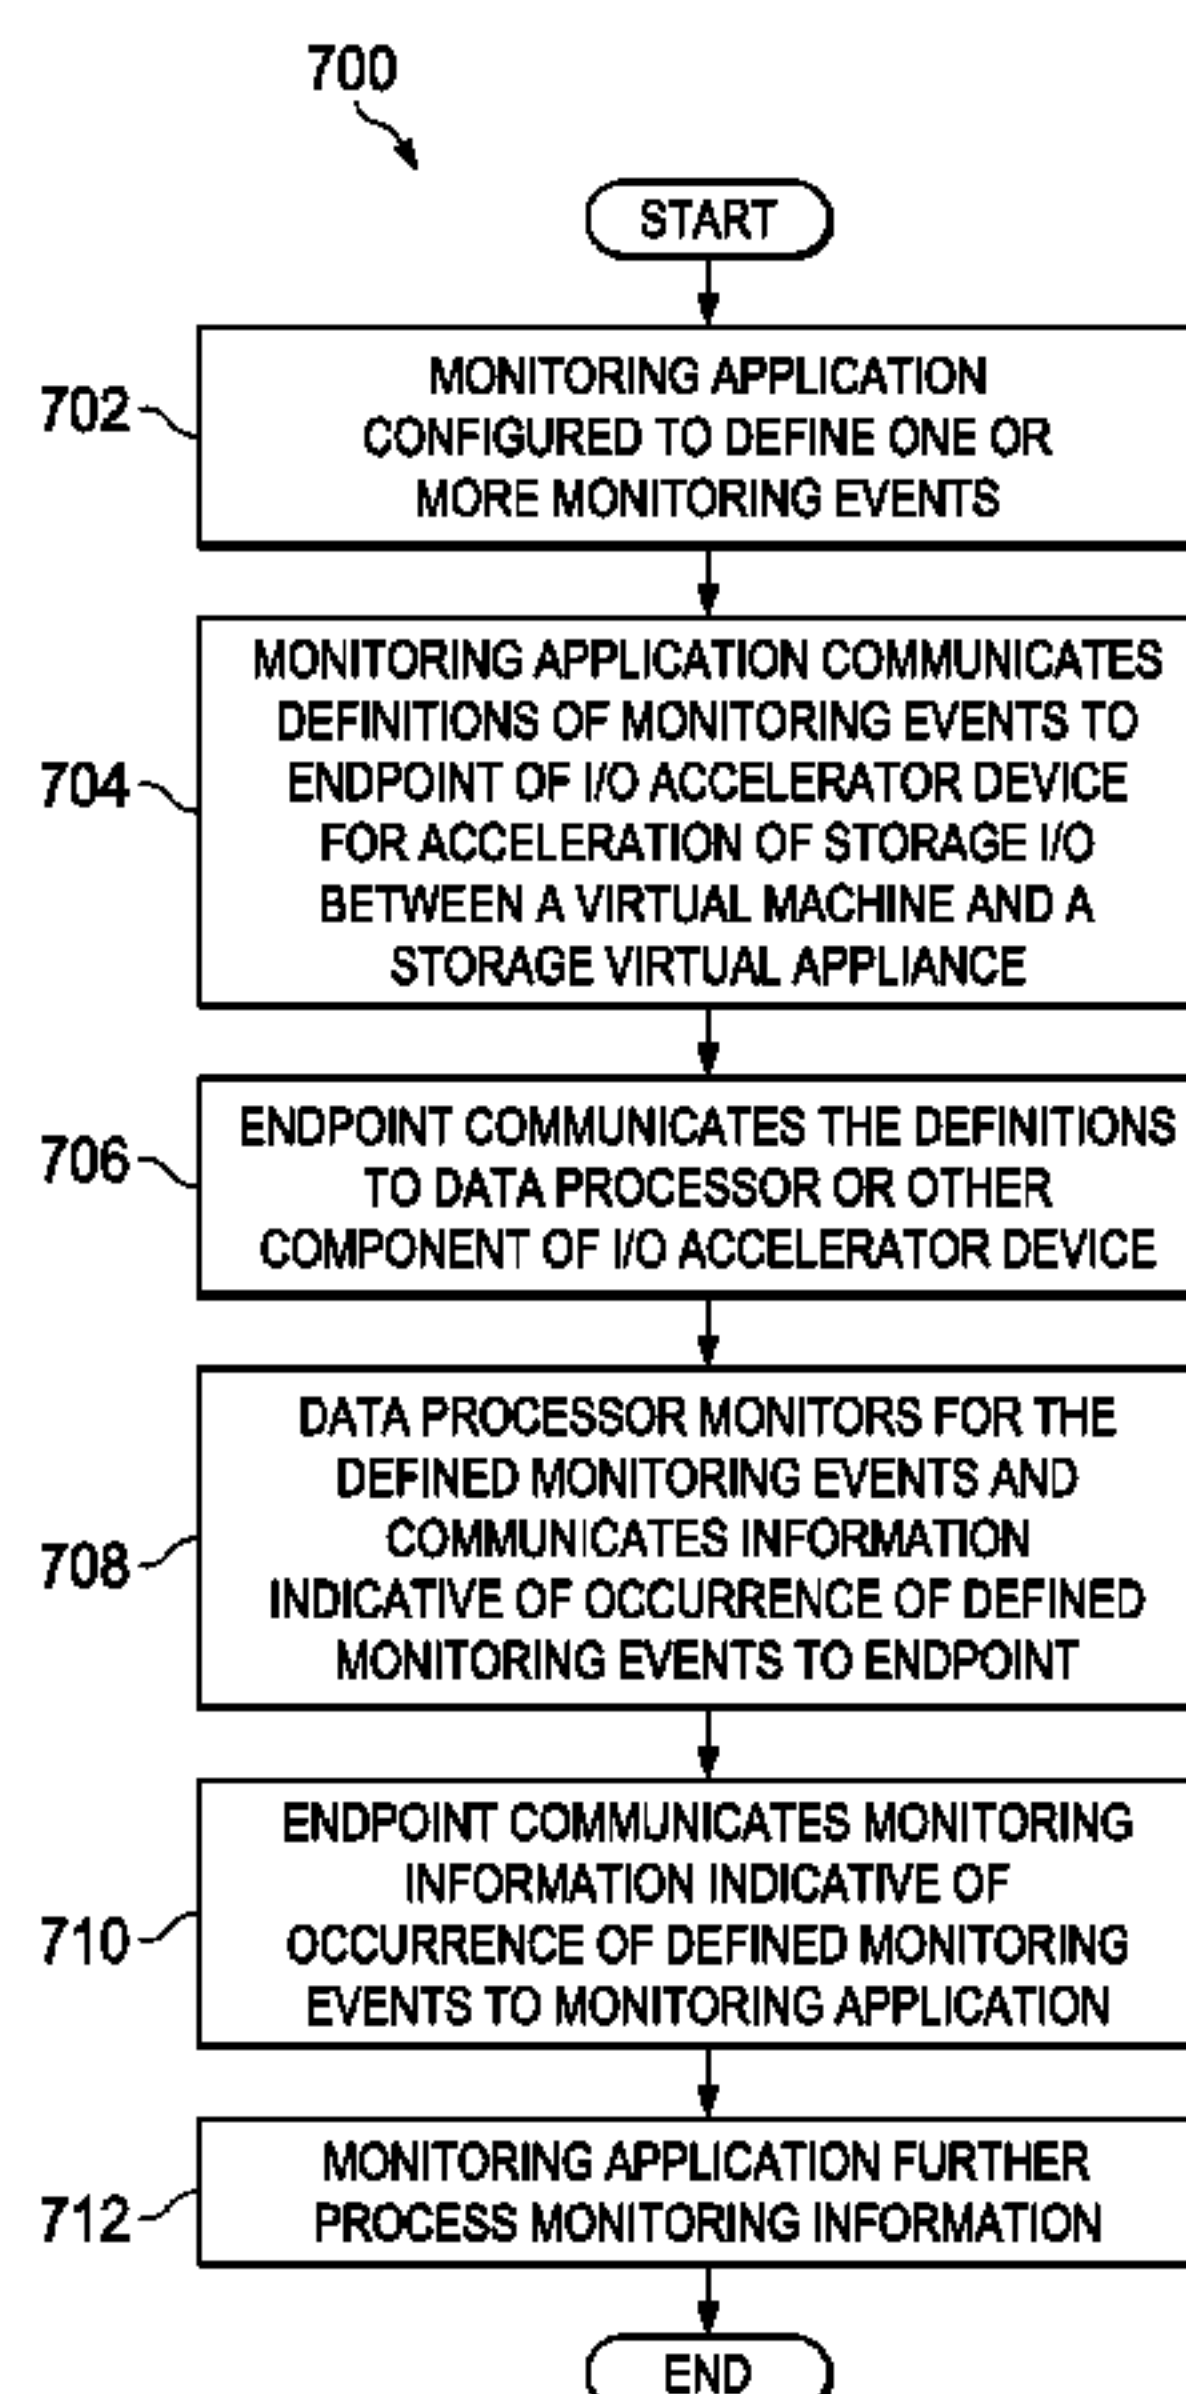 700
START
702
MONITORING APPLICATION
CONFIGURED TO DEFINE ONE OR
MORE MONITORING EVENTS
704
MONITORING APPLICATION COMMUNICATES
DEFINITIONS OF MONITORING EVENTS TO
ENDPOINT OF I/O ACCELERATOR DEVICE
FOR ACCELERATION OF STORAGE I/O
BETWEEN A VIRTUAL MACHINE AND A
STORAGE VIRTUAL APPLIANCE
706
ENDPOINT COMMUNICATES THE DEFINITIONS
TO DATA PROCESSOR OR OTHER
COMPONENT OF I/O ACCELERATOR DEVICE
708
DATA PROCESSOR MONITORS FOR THE
DEFINED MONITORING EVENTS AND
COMMUNICATES INFORMATION
INDICATIVE OF OCCURRENCE OF DEFINED
MONITORING EVENTS TO ENDPOINT
710
ENDPOINT COMMUNICATES MONITORING
INFORMATION INDICATIVE OF
OCCURRENCE OF DEFINED MONITORING
EVENTS TO MONITORING APPLICATION
712
MONITORING APPLICATION FURTHER
PROCESS MONITORING INFORMATION
END